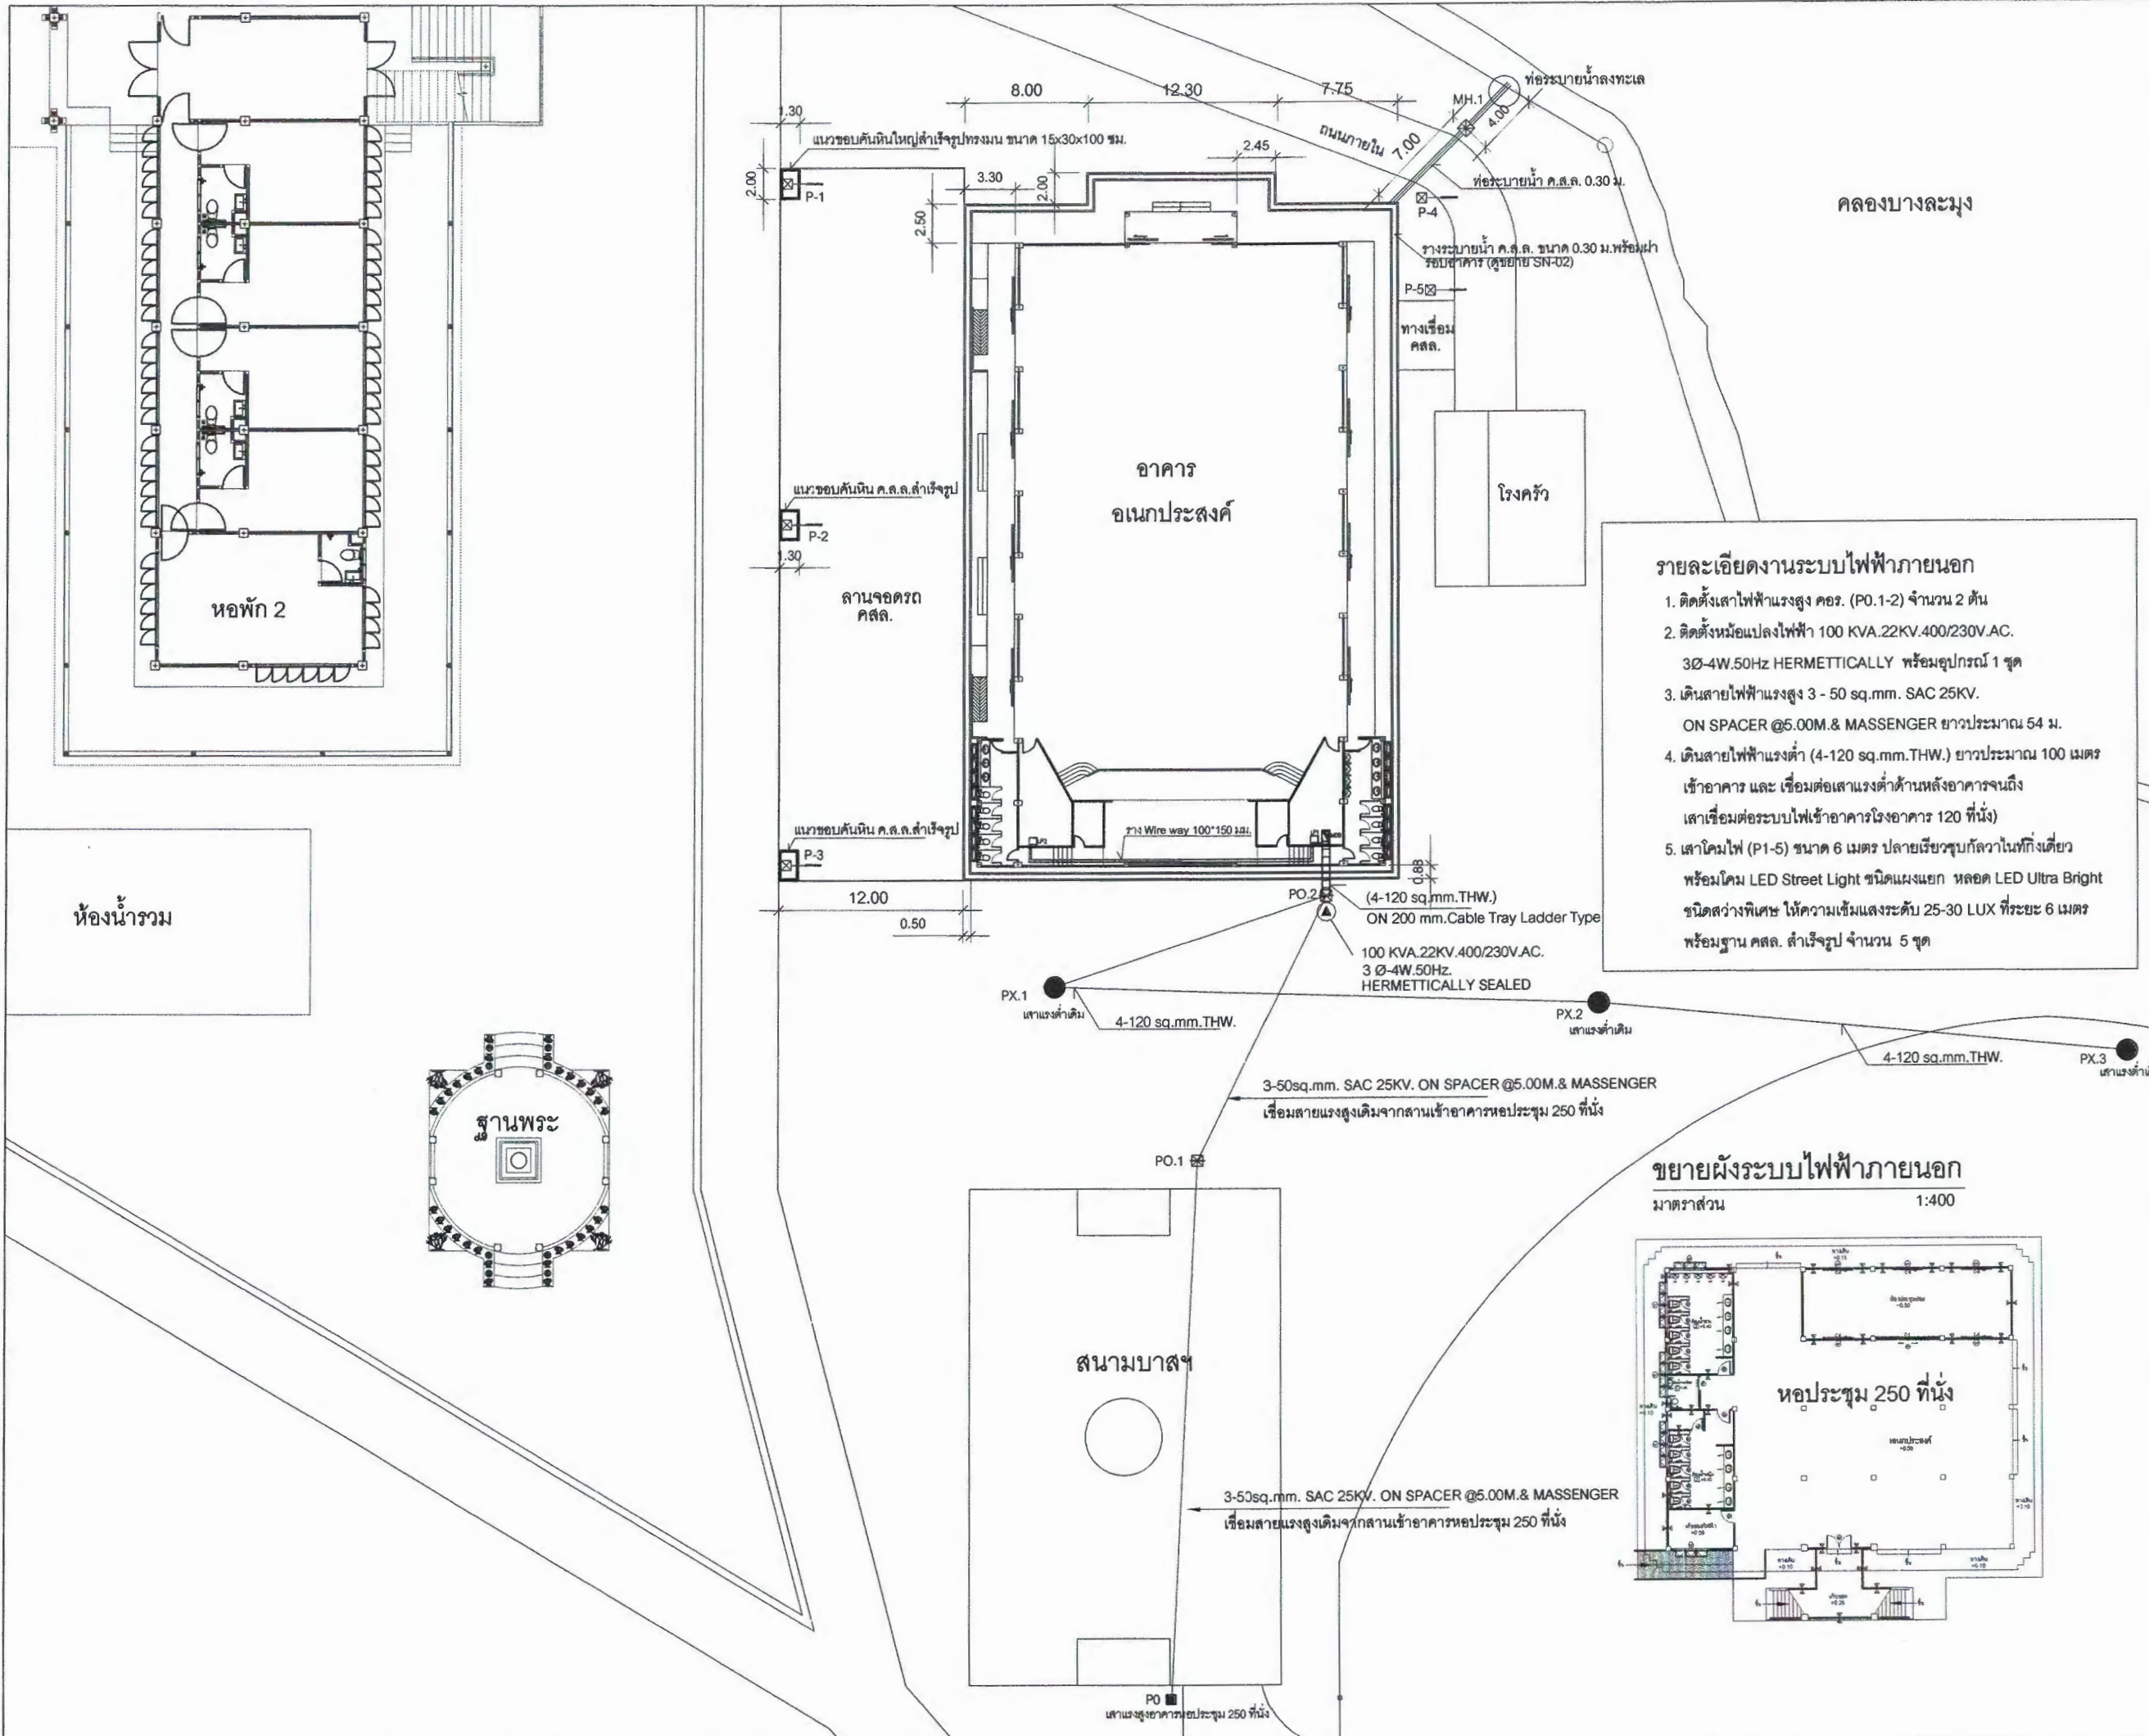 8.00
12.30
7.75
ท่อระบายน้ำลงทะเล
MH.1
4.00
1.30
แนวขอบคันหินใหญ่สำเร็จรูปทรงมน ขนาด 15x30x100 ซม.
ถนนภายใน
7.00
2.45
2.00
P-1
3.30
2.00
ท่อระบายน้ำ ค.ส.ล. 0.30 ม.
P-4
คลองบางละมุง
2.50
รางระบายน้ำ ค.ส.ล. ขนาด 0.30 ม.พร้อมฝา
รอบอาคาร (ดูขยาย SN-02)
P-5
ทางเชื่อม
คสล.
อาคาร
อเนกประสงค์
โรงครัว
แนวขอบคันหิน ค.ส.ล.สำเร็จรูป
P-2
1.30
ลานจอดรถ
คสล.
หอพัก 2
รายละเอียดงานระบบไฟฟ้าภายนอก
1. ติดตั้งเสาไฟฟ้าแรงสูง คอร. (P0.1-2) จำนวน 2 ต้น
2. ติดตั้งหม้อแปลงไฟฟ้า 100 KVA.22KV.400/230V.AC.
3Ø-4W.50Hz HERMETTICALLY พร้อมอุปกรณ์ 1 ชุด
3. เดินสายไฟฟ้าแรงสูง 3 - 50 sq.mm. SAC 25KV.
ON SPACER @5.00M.& MASSENGER ยาวประมาณ 54 ม.
4. เดินสายไฟฟ้าแรงต่ำ (4-120 sq.mm.THW.) ยาวประมาณ 100 เมตร
เข้าอาคาร และ เชื่อมต่อเสาแรงต่ำด้านหลังอาคารจนถึง
เสาเชื่อมต่อระบบไฟเข้าอาคารโรงอาคาร 120 ที่นั่ง)
5. เสาโคมไฟ (P1-5) ขนาด 6 เมตร ปลายเรียวชุบกัลวาไนท์กิ่งเดี่ยว
พร้อมโคม LED Street Light ชนิดแผงแยก หลอด LED Ultra Bright
ชนิดสว่างพิเศษ ให้ความเข้มแสงระดับ 25-30 LUX ที่ระยะ 6 เมตร
พร้อมฐาน คสล. สำเร็จรูป จำนวน 5 ชุด
แนวขอบคันหิน ค.ส.ล.สำเร็จรูป
P-3
ราง Wire way 100*150 มม.
0.88
12.00
0.50
PO.2
(4-120 sq.mm.THW.)
ON 200 mm.Cable Tray Ladder Type
100 KVA.22KV.400/230V.AC.
3 Ø-4W.50Hz.
HERMETTICALLY SEALED
ห้องน้ำรวม
PX.1
เสาแรงต่ำเดิม
4-120 sq.mm.THW.
PX.2
เสาแรงต่ำเดิม
4-120 sq.mm.THW.
PX.3
3-50sq.mm. SAC 25KV. ON SPACER @5.00M.& MASSENGER
เชื่อมสายแรงสูงเดิมจากลานเข้าอาคารหอประชุม 250 ที่นั่ง
ฐานพระ
PO.1
ขยายผังระบบไฟฟ้าภายนอก
มาตราส่วน 1:400
สนามบาสฯ
หอประชุม 250 ที่นั่ง
3-50sq.mm. SAC 25KV. ON SPACER @5.00M.& MASSENGER
เชื่อมสายแรงสูงเดิมจากลานเข้าอาคารหอประชุม 250 ที่นั่ง
P0
เสาแรงสูงอาคารหอประชุม 250 ที่นั่ง